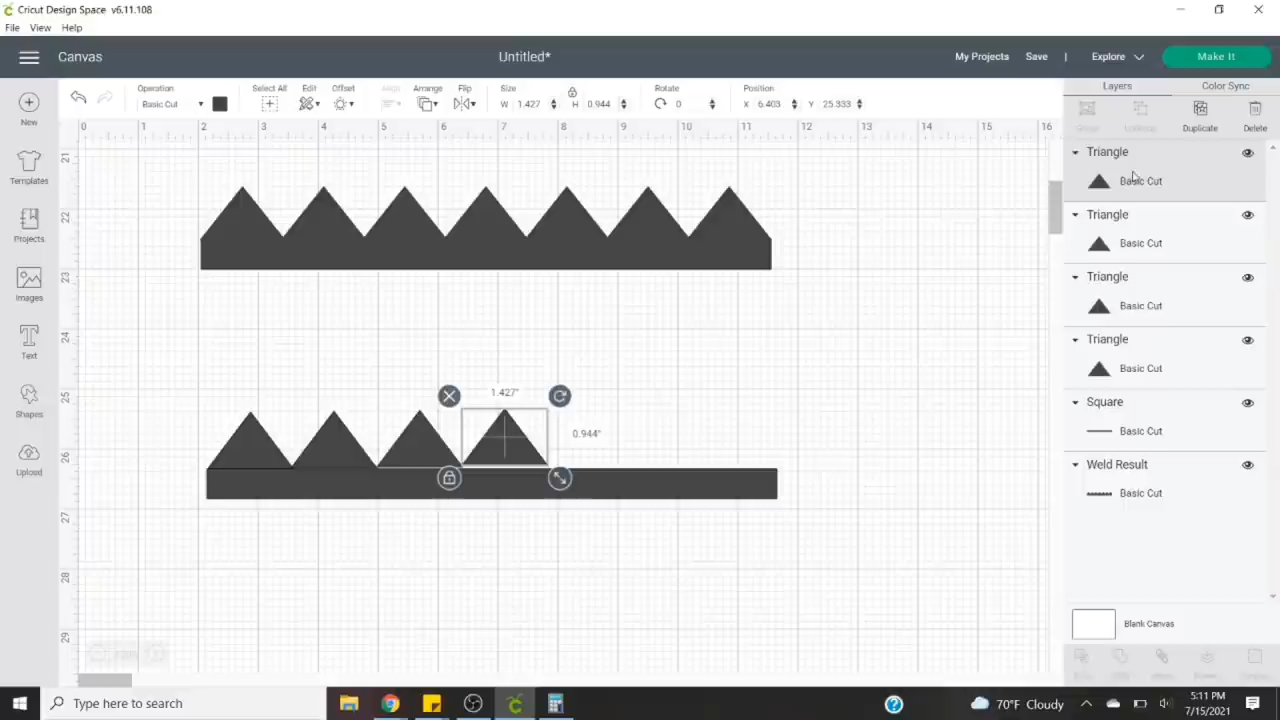 Cricut Design Space v6.11.108
File View Help
Canvas
Untitled*
My Projects Save | Explore Make It
Operation
Basic Cut
Select All
Edit
Offset
Align
Arrange
Flip
Size
W 1.427
H 0.944
Rotate
0
Position
X 6.403
Y 25.333
Layers
Color Sync
Duplicate
Delete
New
Templates
Projects
Images
Text
Shapes
Upload
0 1 2 3 4 5 6 7 8 9 10 11 12 13 14 15 16
21
22
23
24
25
26
27
28
29
1.427"
0.944"
Triangle
Basic Cut
Triangle
Basic Cut
Triangle
Basic Cut
Triangle
Basic Cut
Square
Basic Cut
Weld Result
Basic Cut
Blank Canvas
Type here to search
70°F Cloudy
5:11 PM
7/15/2021